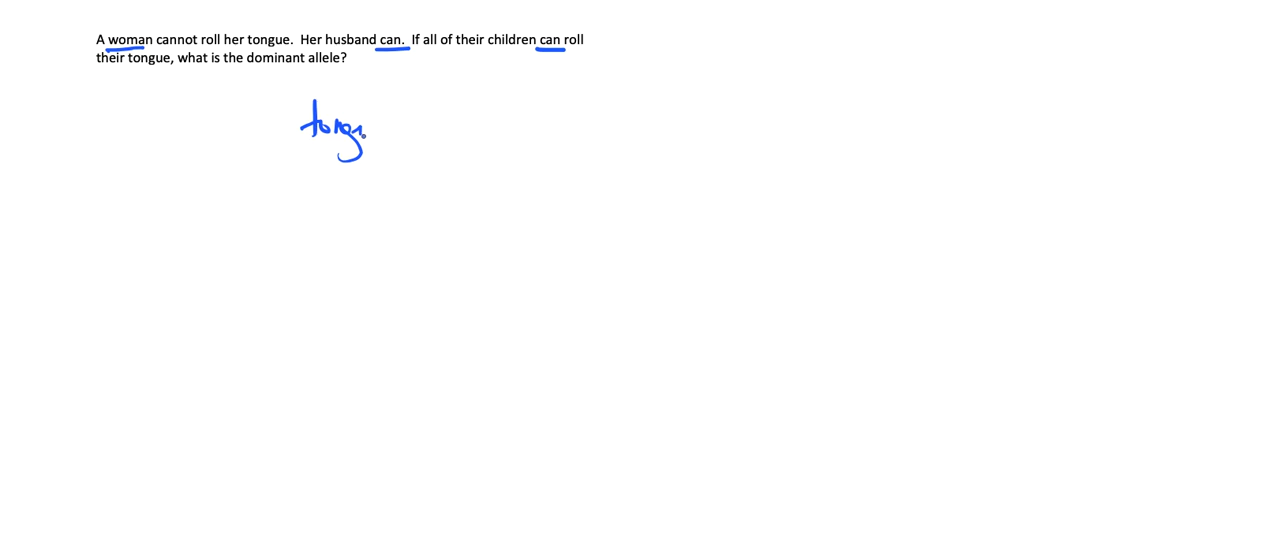 A woman cannot roll her tongue.  Her husband can.  If all of their children can roll
their tongue, what is the dominant allele?
tong